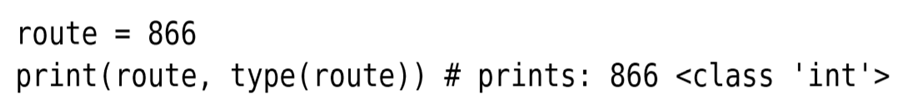 route = 866
print(route, type(route)) # prints: 866 <class 'int'>